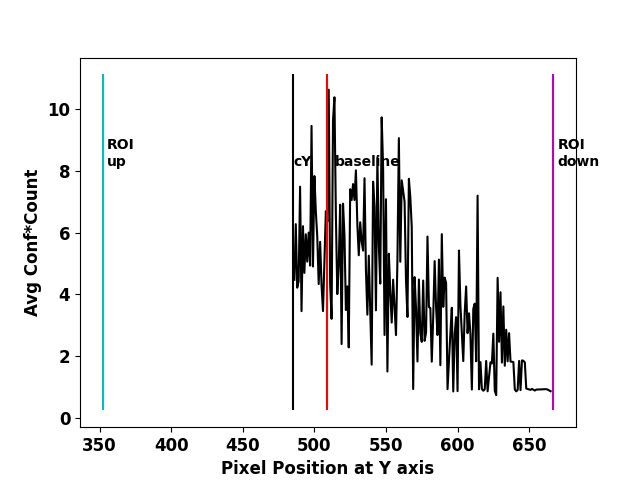 10
8
6
4
2
0
ROI
up
cY
baseline
ROI
down
350
400
450
500
550
600
650
Avg Conf*Count
Pixel Position at Y axis